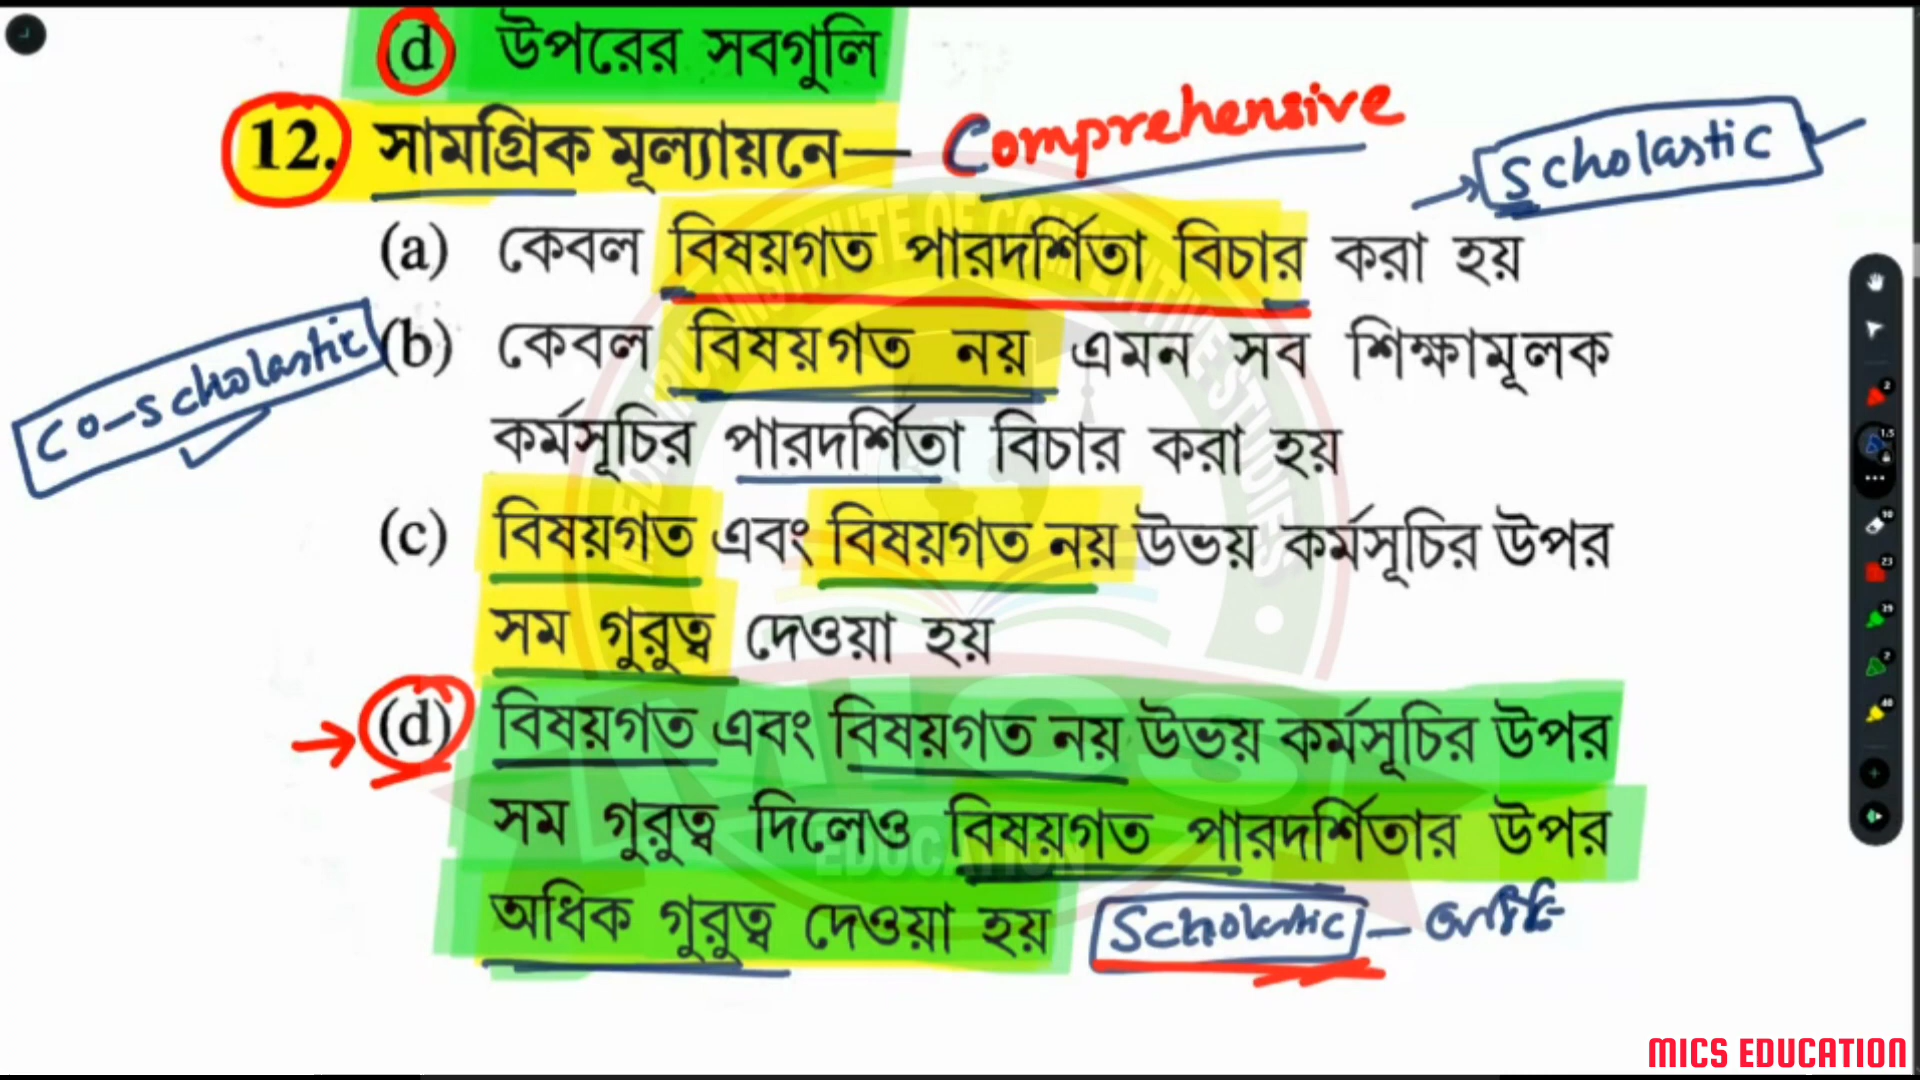 (d) উপরের সবগুলি
12. সামগ্রিক মূল্যায়নে— Comprehensive
Scholastic
(a) কেবল বিষয়গত পারদর্শিতা বিচার করা হয়
Co-scholastic
(b) কেবল বিষয়গত নয় এমন সব শিক্ষামূলক
কর্মসূচির পারদর্শিতা বিচার করা হয়
(c) বিষয়গত এবং বিষয়গত নয় উভয় কর্মসূচির উপর
সম গুরুত্ব দেওয়া হয়
(d) বিষয়গত এবং বিষয়গত নয় উভয় কর্মসূচির উপর
সম গুরুত্ব দিলেও বিষয়গত পারদর্শিতার উপর
অধিক গুরুত্ব দেওয়া হয় Scholastic —
MICS
EDUCATION
MICS EDUCATION